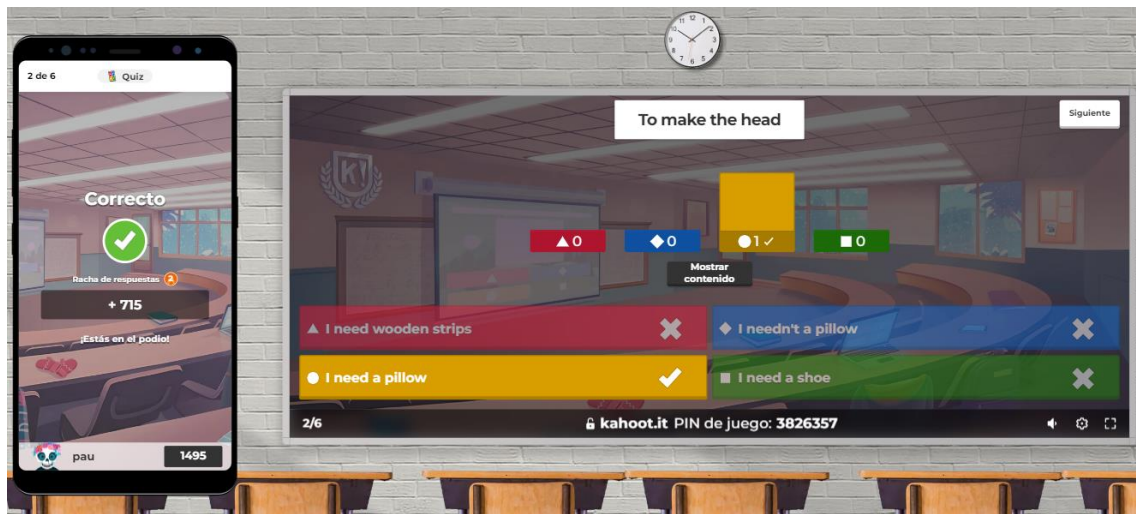 2 de 6
Quiz
Correcto
Racha de respuestas 2
+ 715
¡Estás en el podio!
pau
1495
To make the head
Siguiente
K!
0
0
1
0
Mostrar
contenido
I need wooden strips
I needn't a pillow
I need a pillow
I need a shoe
2/6
kahoot.it PIN de juego: 3826357